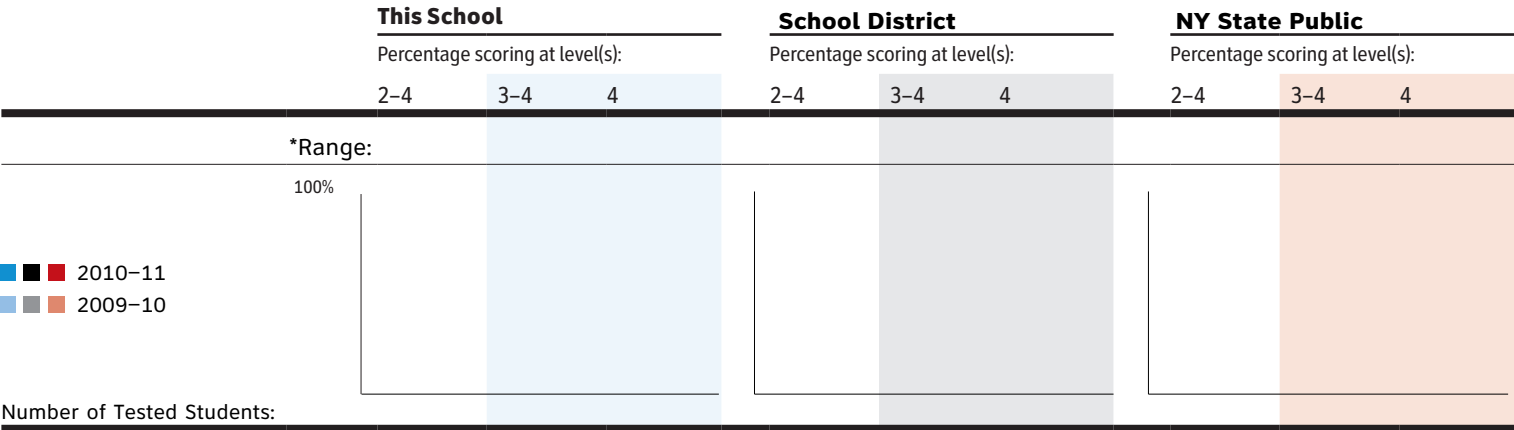 This School School District NY State Public
Percentage scoring at level(s): Percentage scoring at level(s): Percentage scoring at level(s):
2–4 3–4 4 2–4 3–4 4 2–4 3–4 4
*Range:
100%
2010–11
2009–10
Number of Tested Students: